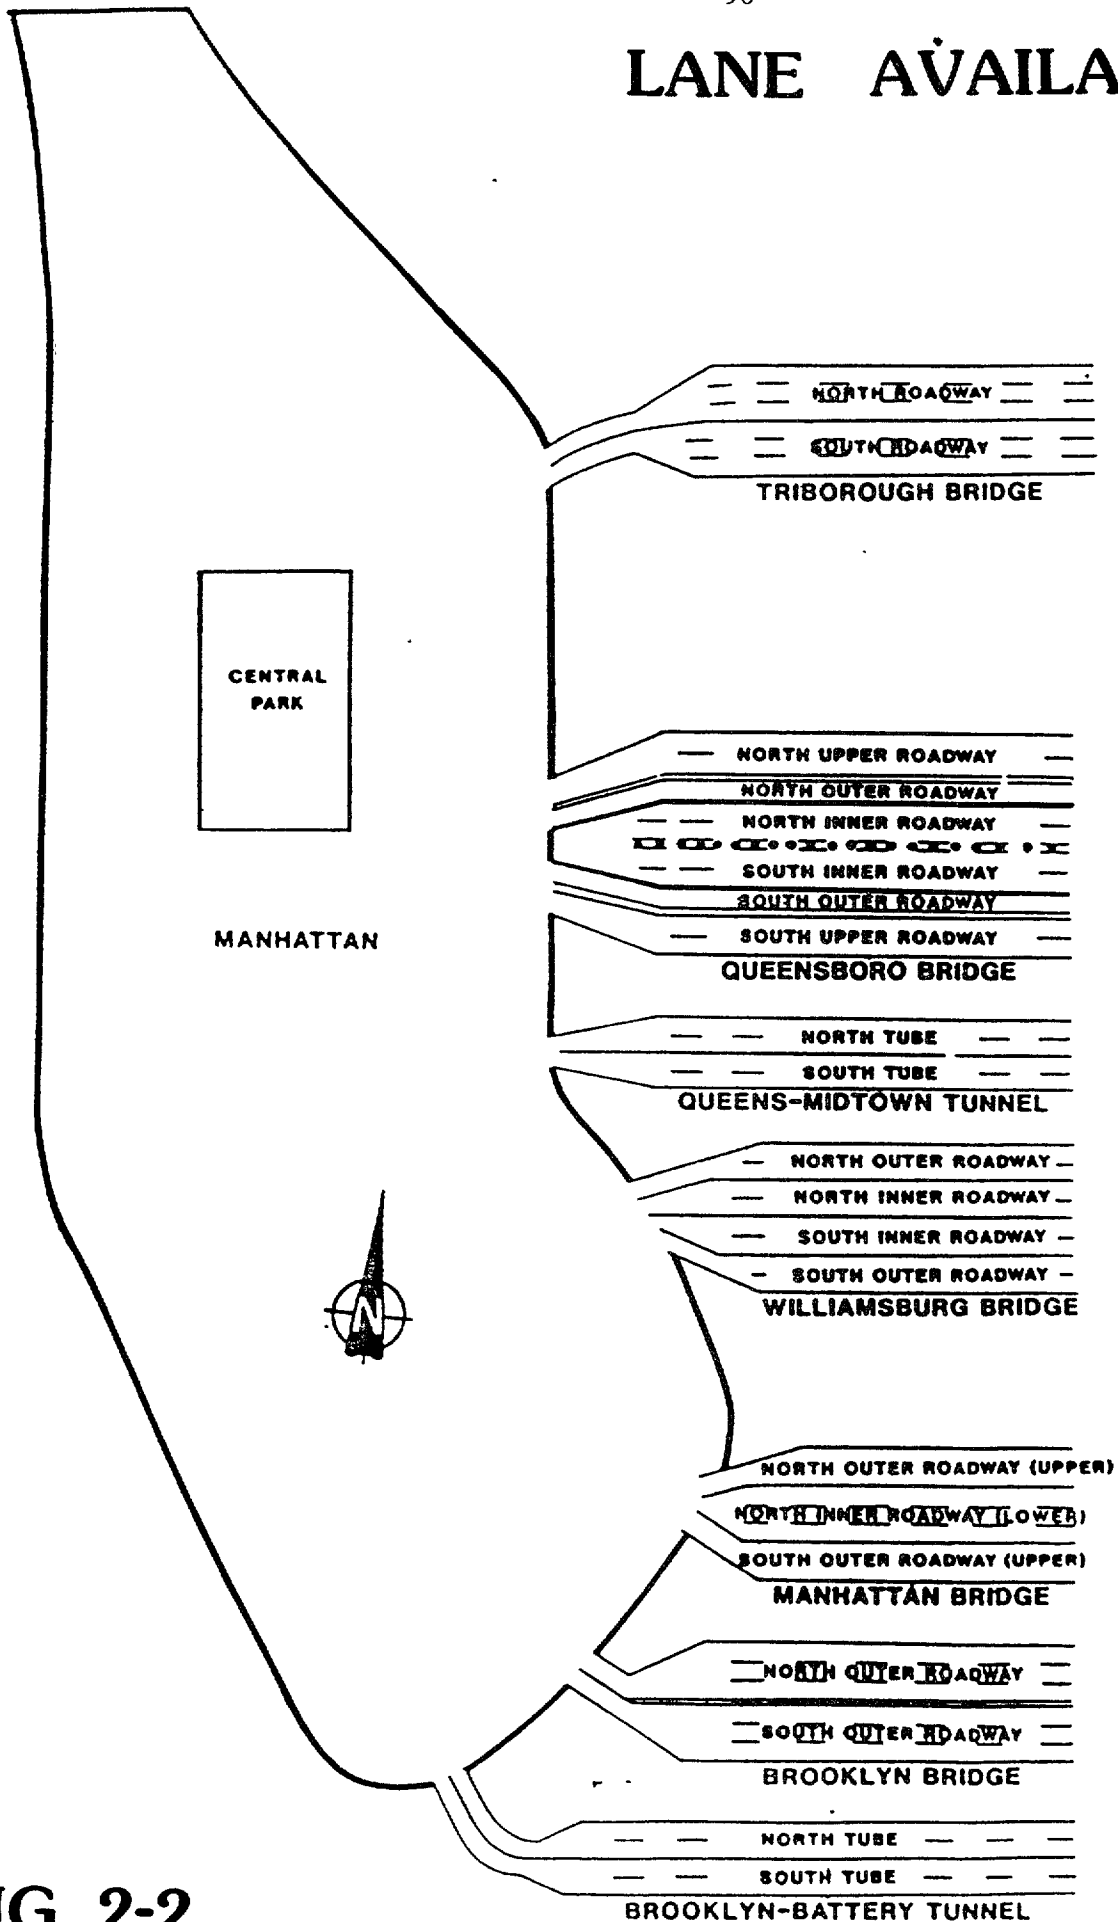 LANE AVAILA
NORTH ROADWAY
SOUTH ROADWAY
TRIBOROUGH BRIDGE
CENTRAL
PARK
NORTH UPPER ROADWAY
NORTH OUTER ROADWAY
NORTH INNER ROADWAY
SOUTH INNER ROADWAY
SOUTH OUTER ROADWAY
SOUTH UPPER ROADWAY
QUEENSBORO BRIDGE
MANHATTAN
NORTH TUBE
SOUTH TUBE
QUEENS-MIDTOWN TUNNEL
NORTH OUTER ROADWAY
NORTH INNER ROADWAY
SOUTH INNER ROADWAY
SOUTH OUTER ROADWAY
WILLIAMSBURG BRIDGE
N
NORTH OUTER ROADWAY (UPPER)
NORTH INNER ROADWAY (LOWER)
SOUTH OUTER ROADWAY (UPPER)
MANHATTAN BRIDGE
NORTH OUTER ROADWAY
SOUTH OUTER ROADWAY
BROOKLYN BRIDGE
NORTH TUBE
SOUTH TUBE
BROOKLYN-BATTERY TUNNEL
IG 2-2